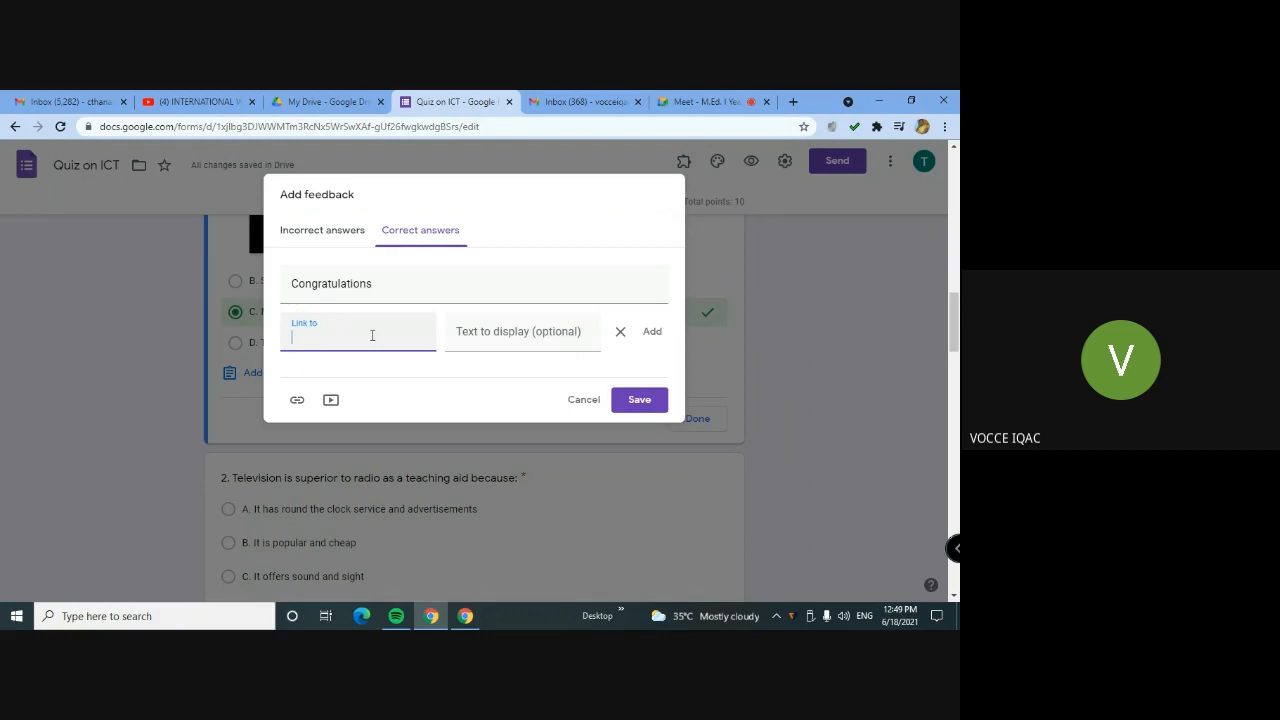 Inbox (5,282) - cthana
(4) INTERNATIONAL
My Drive - Google Dr
Quiz on ICT - Google
Inbox (368) - vocceiqa
Meet - M.Ed. I Yea
docs.google.com/forms/d/1xjlbg3DJWWMTm3RcNx5WrSwXAf-gUf26fwgkwdgBSrs/edit
Quiz on ICT
All changes saved in Drive
Send
T
Total points: 10
Add feedback
Incorrect answers
Correct answers
Congratulations
B. S
Link to
Text to display (optional)
Add
C.
D. T
Add
Cancel
Save
Done
2. Television is superior to radio as a teaching aid because: *
A. It has round the clock service and advertisements
B. It is popular and cheap
C. It offers sound and sight
V
VOCCE IQAC
Type here to search
Desktop
35°C Mostly cloudy
ENG
12:49 PM
6/18/2021